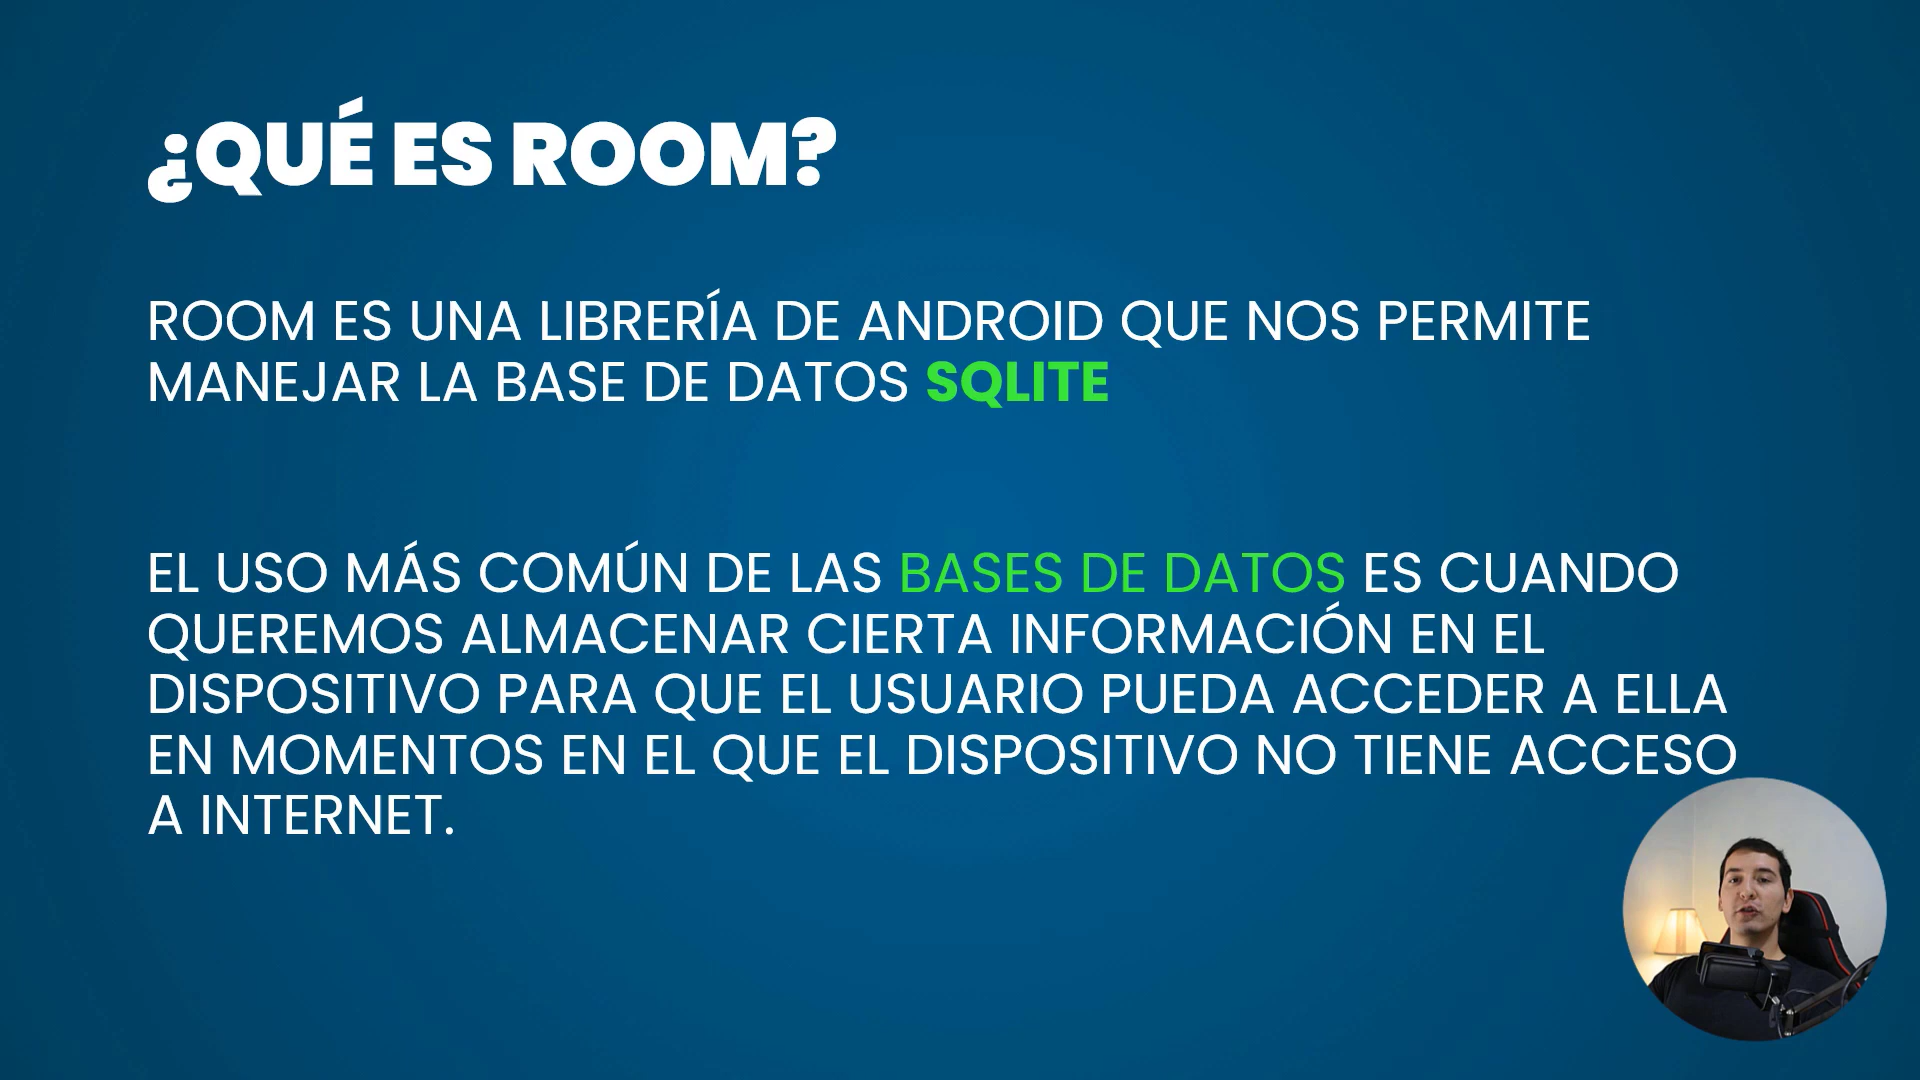 ¿QUÉ ES ROOM?
ROOM ES UNA LIBRERÍA DE ANDROID QUE NOS PERMITE
MANEJAR LA BASE DE DATOS SQLITE
EL USO MÁS COMÚN DE LAS BASES DE DATOS ES CUANDO
QUEREMOS ALMACENAR CIERTA INFORMACIÓN EN EL
DISPOSITIVO PARA QUE EL USUARIO PUEDA ACCEDER A ELLA
EN MOMENTOS EN EL QUE EL DISPOSITIVO NO TIENE ACCESO
A INTERNET.